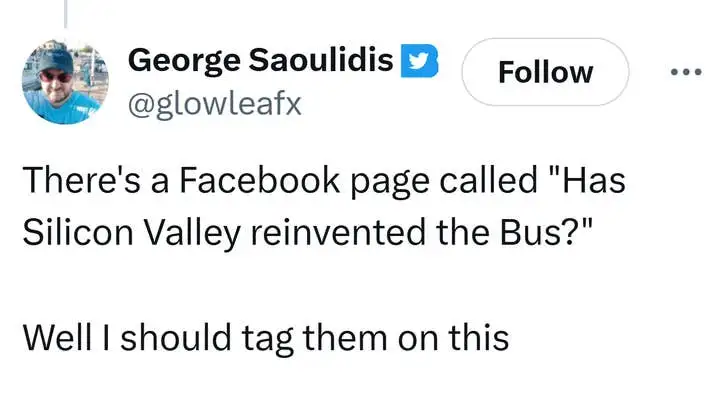 George Saoulidis
Follow
@glowleafx
There's a Facebook page called "Has
Silicon Valley reinvented the Bus?"
Well I should tag them on this